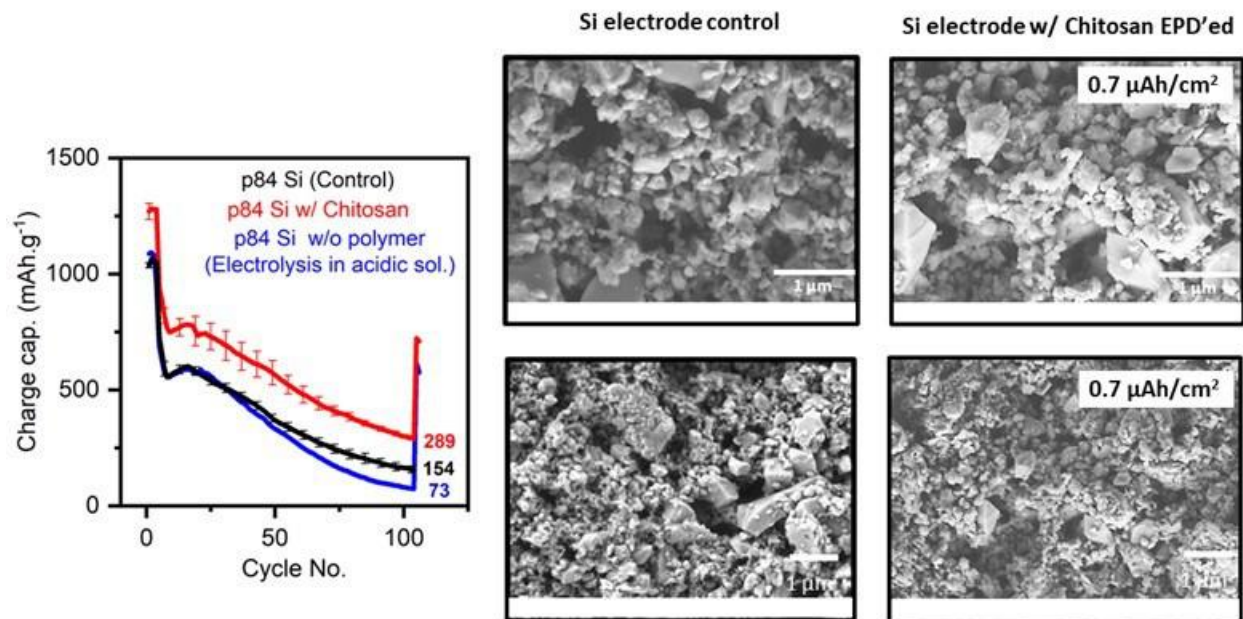 Si electrode control
Si electrode w/ Chitosan EPD'ed
1500
1000
500
0
Charge cap. (mAh.g⁻¹)
p84 Si (Control)
p84 Si w/ Chitosan
p84 Si w/o polymer
(Electrolysis in acidic sol.)
289
154
73
0
50
100
Cycle No.
1 µm
0.7 µAh/cm²
1 µm
1 µm
0.7 µAh/cm²
1 µm